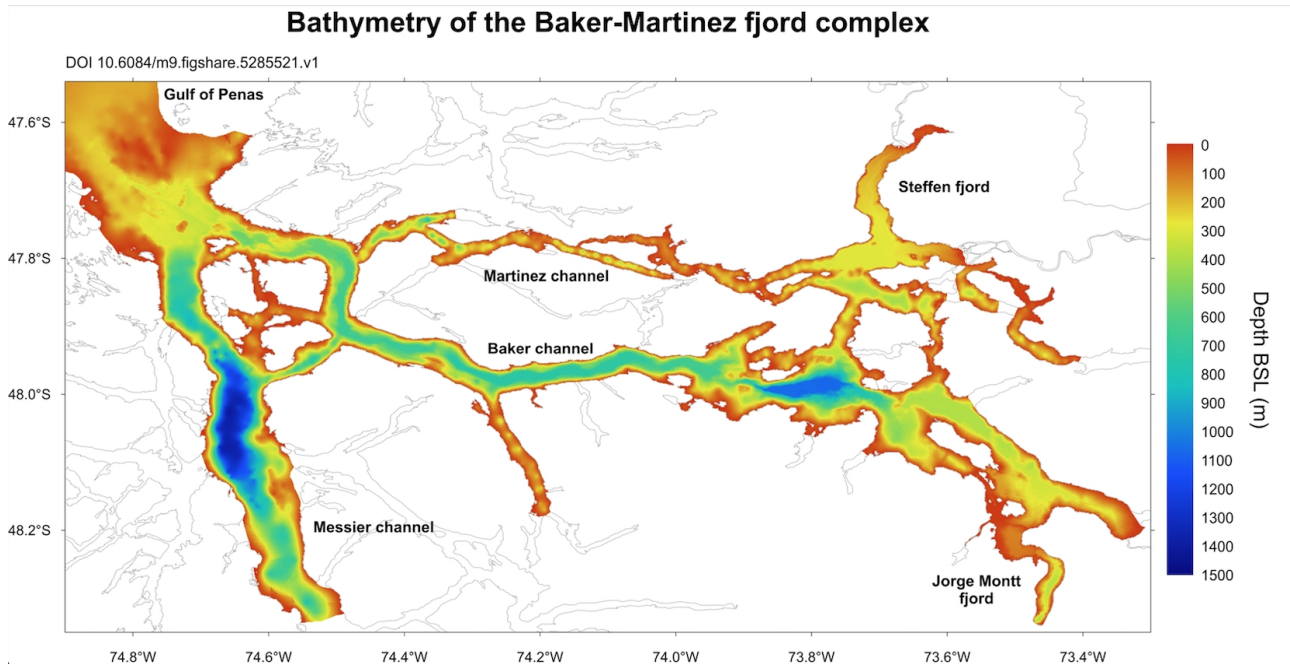 Bathymetry of the Baker-Martinez fjord complex
DOI 10.6084/m9.figshare.5285521.v1
Gulf of Penas
47.6°S
Steffen fjord
47.8°S
Martinez channel
Baker channel
48.0°S
Messier channel
48.2°S
Jorge Montt
fjord
74.8°W
74.6°W
74.4°W
74.2°W
74.0°W
73.8°W
73.6°W
73.4°W
0
100
200
300
400
500
600
700
800
900
1000
1100
1200
1300
1400
1500
Depth BSL (m)